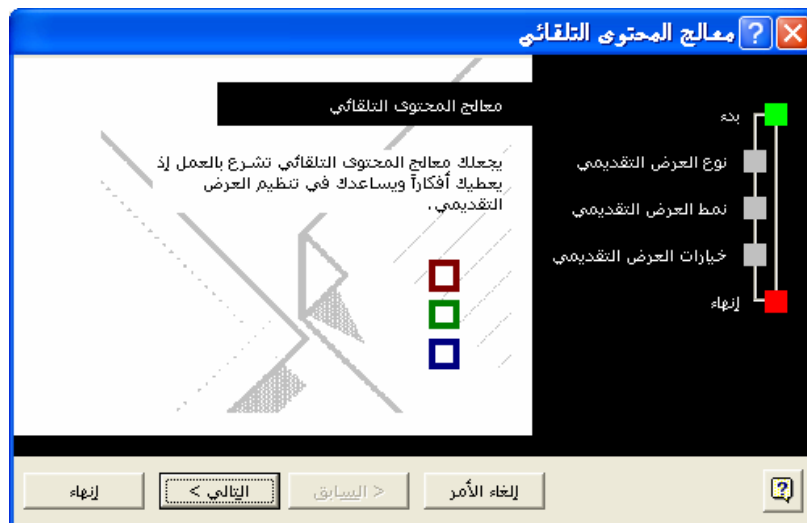 معالج المحتوى التلقائي
بدء
نوع العرض التقديمي
نمط العرض التقديمي
خيارات العرض التقديمي
إنهاء
معالج المحتوى التلقائي
يجعلك معالج المحتوى التلقائي تشرع بالعمل إذ
يعطيك أفكاراً ويساعدك في تنظيم العرض
التقديمي.
إلغاء الأمر
< السابق
التالي >
إنهاء